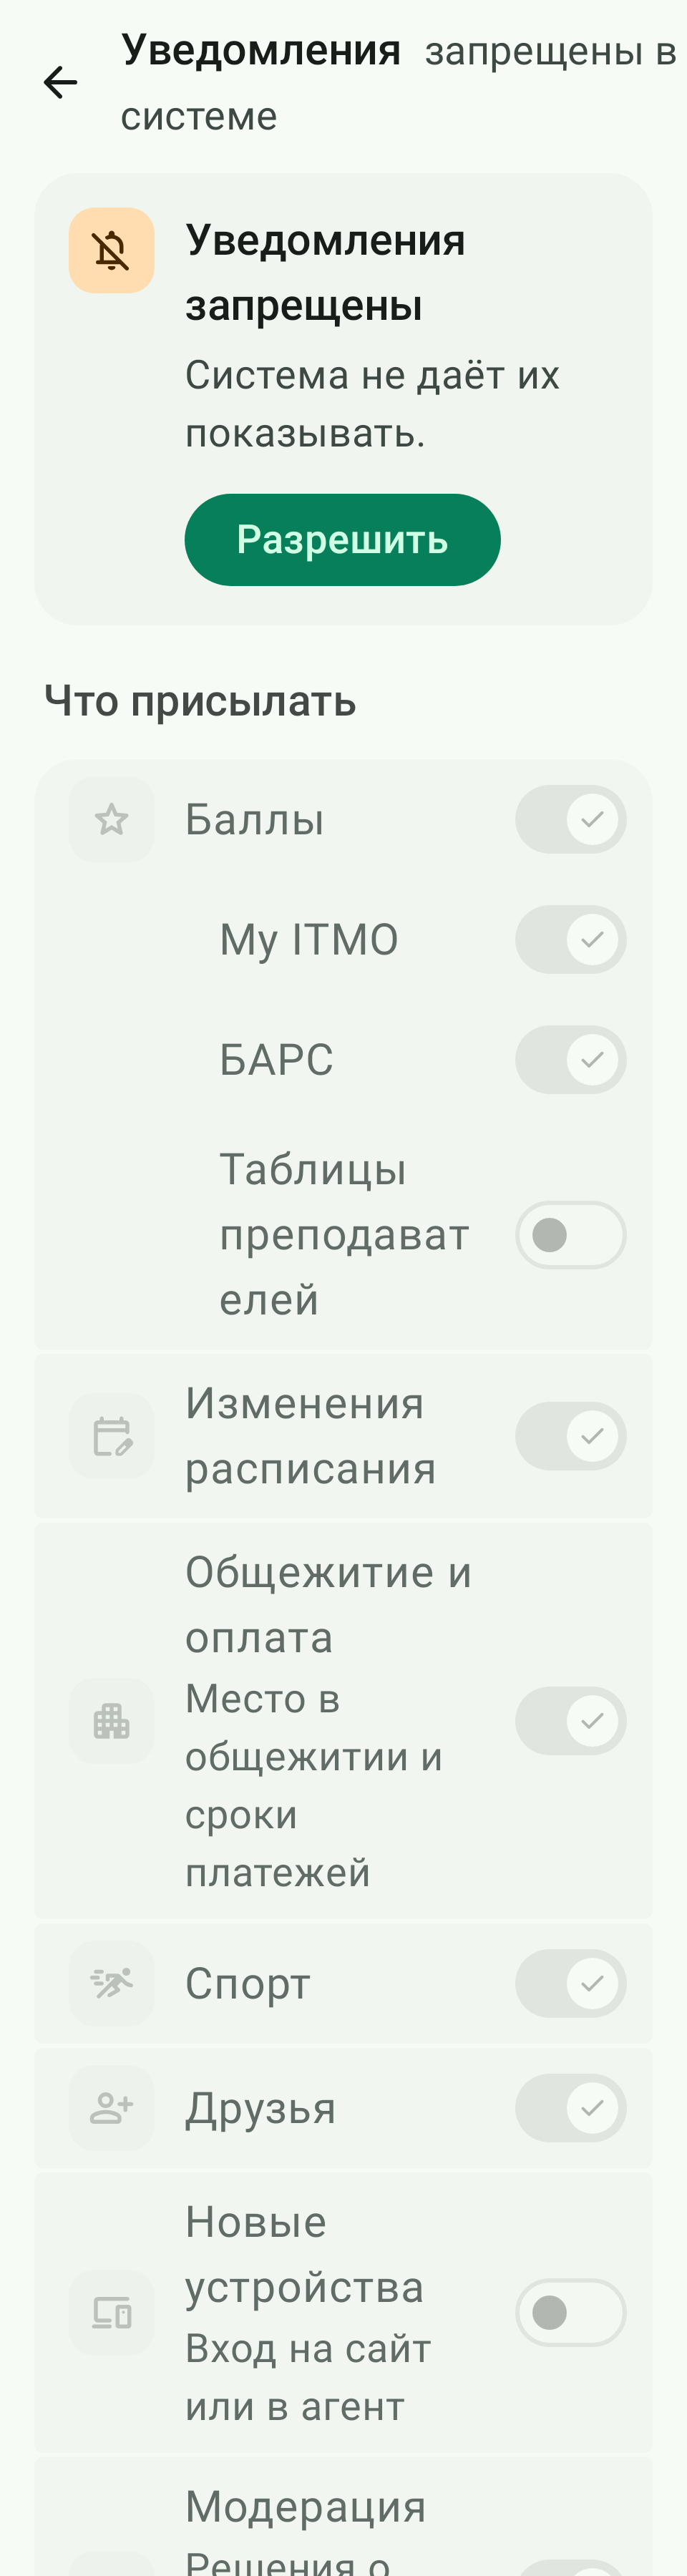 Уведомления запрещены в
системе
Уведомления
запрещены
Система не даёт их
показывать.
Разрешить
Что присылать
Баллы
My ITMO
БАРС
Таблицы
преподават
елей
Изменения
расписания
Общежитие и
оплата
Место в
общежитии и
сроки
платежей
Спорт
Друзья
Новые
устройства
Вход на сайт
или в агент
Модерация
Решения о